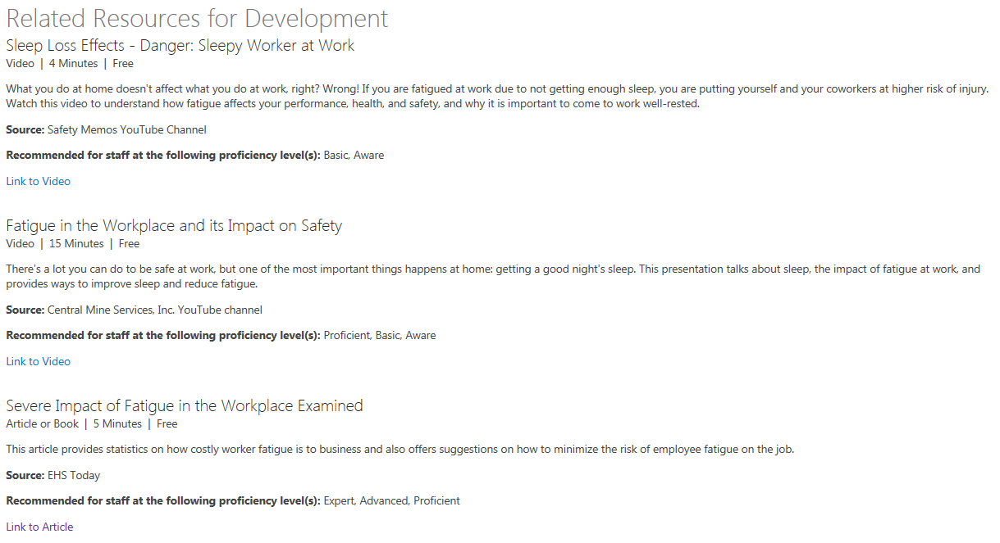 Related Resources for Development
Sleep Loss Effects - Danger: Sleepy Worker at Work
Video | 4 Minutes | Free
What you do at home doesn't affect what you do at work, right? Wrong! If you are fatigued at work due to not getting enough sleep, you are putting yourself and your coworkers at higher risk of injury.
Watch this video to understand how fatigue affects your performance, health, and safety, and why it is important to come to work well-rested.
Source: Safety Memos YouTube Channel
Recommended for staff at the following proficiency level(s): Basic, Aware
Link to Video
Fatigue in the Workplace and its Impact on Safety
Video | 15 Minutes | Free
There's a lot you can do to be safe at work, but one of the most important things happens at home: getting a good night's sleep. This presentation talks about sleep, the impact of fatigue at work, and
provides ways to improve sleep and reduce fatigue.
Source: Central Mine Services, Inc. YouTube channel
Recommended for staff at the following proficiency level(s): Proficient, Basic, Aware
Link to Video
Severe Impact of Fatigue in the Workplace Examined
Article or Book | 5 Minutes | Free
This article provides statistics on how costly worker fatigue is to business and also offers suggestions on how to minimize the risk of employee fatigue on the job.
Source: EHS Today
Recommended for staff at the following proficiency level(s): Expert, Advanced, Proficient
Link to Article